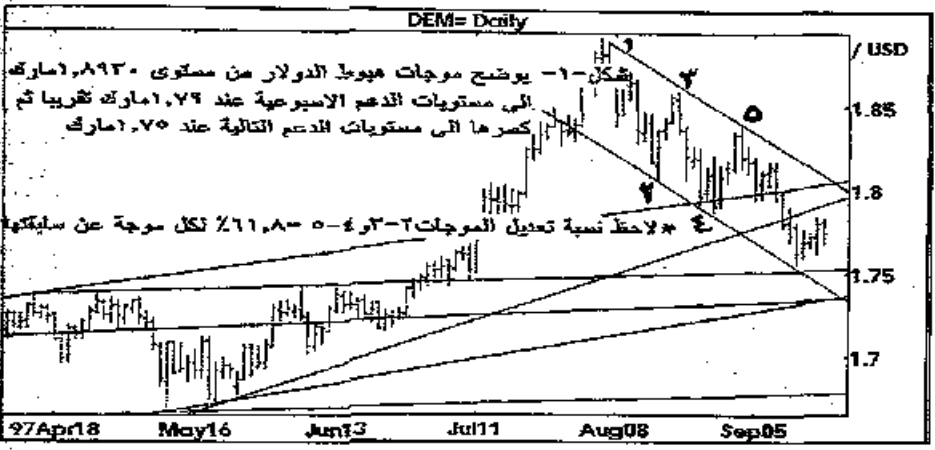 DEM= Daily
/ USD
شكل-١- يوضح موجات هبوط الدولار من مستوى ١,٨٩٣٠مارك
الى مستويات الدعم الاسبوعية عند ١,٧٩مارك تقريبا ثم
كسرها الى مستويات الدعم التالية عند ١,٧٥مارك
*لاحظ نسبة تعديل الموجات٢-٣و٤-٥ =٦١,٨٪ لكل موجة عن سابقتها
١
٣
٥
٢
٤
1.85
1.8
1.75
1.7
97Apr18 May16 Jun13 Jul11 Aug08 Sep05